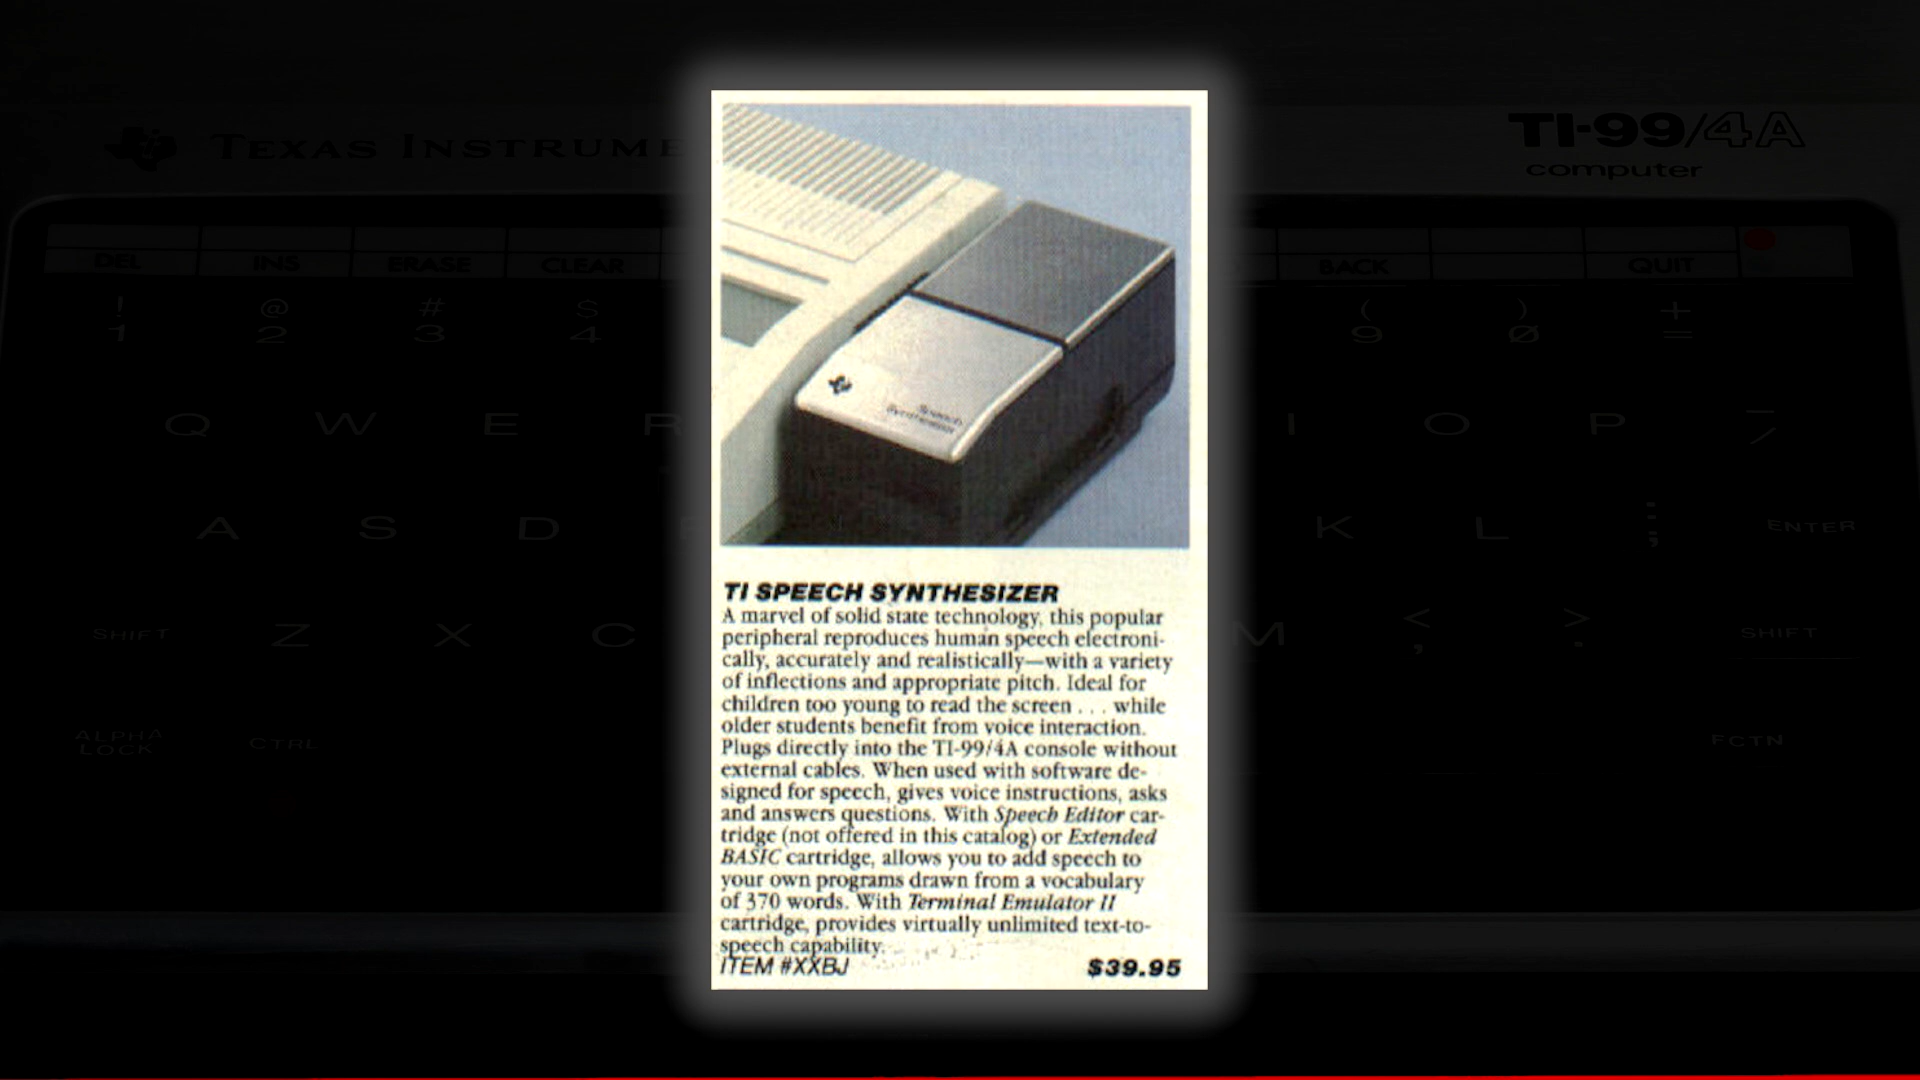 TEXAS INSTRUME
TI-99/4A
computer
DEL INS ERASE CLEAR BACK QUIT
! @ # $ ( ) +
1 2 3 4 9 0 =
Q W E R I O P - /
A S D F K L : ; ENTER
SHIFT Z X C M < , > . SHIFT
ALPHA
LOCK CTRL FCTN
Speech
Synthesizer
TI SPEECH SYNTHESIZER
A marvel of solid state technology, this popular
peripheral reproduces human speech electroni-
cally, accurately and realistically—with a variety
of inflections and appropriate pitch. Ideal for
children too young to read the screen . . . while
older students benefit from voice interaction.
Plugs directly into the TI-99/4A console without
external cables. When used with software de-
signed for speech, gives voice instructions, asks
and answers questions. With Speech Editor car-
tridge (not offered in this catalog) or Extended
BASIC cartridge, allows you to add speech to
your own programs drawn from a vocabulary
of 370 words. With Terminal Emulator II
cartridge, provides virtually unlimited text-to-
speech capability.
ITEM #XXBJ $39.95